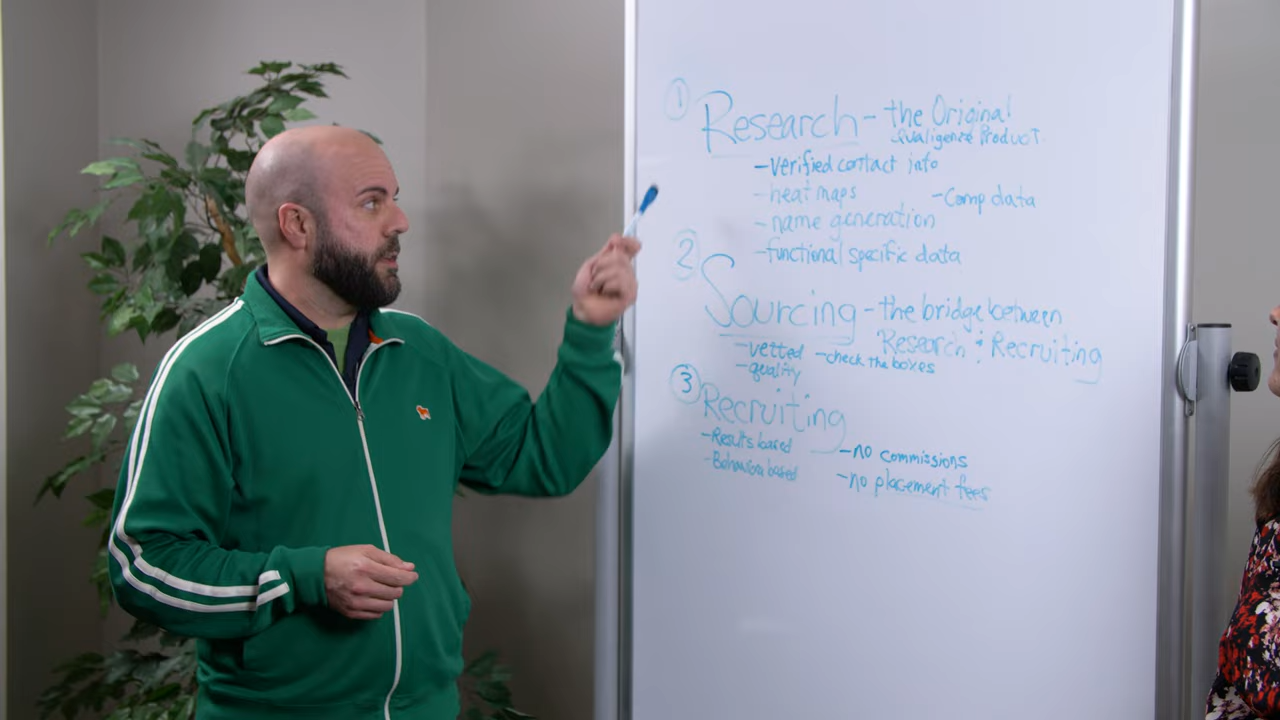 ① Research - the Original
Qualigence Product.
- verified contact info
- heat maps - Comp data
- name generation
- functional specific data
② Sourcing - the bridge between
Research & Recruiting
- vetted - check the boxes
- quality
③ Recruiting
- Results based - no commissions
- Behavior based - no placement fees